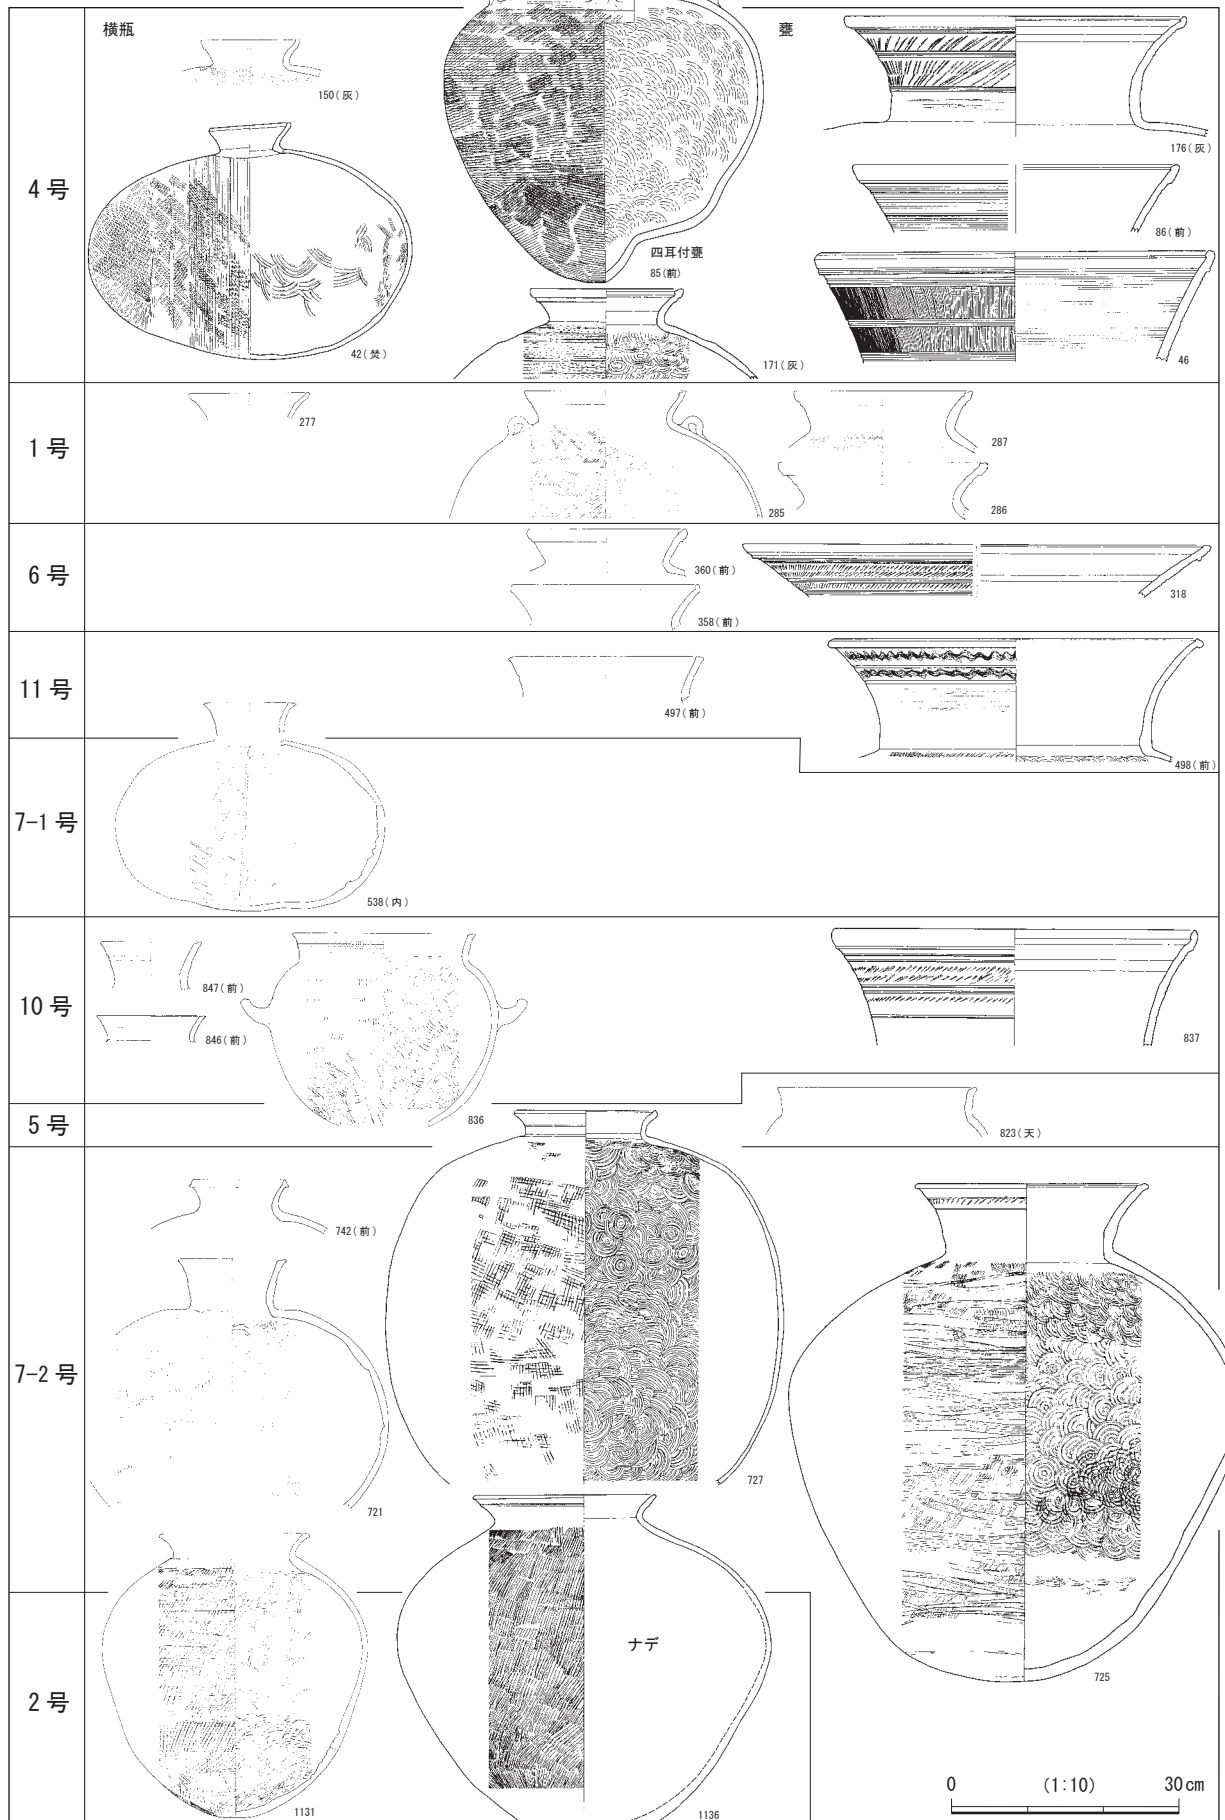 横瓶
甕
4号
150(灰)
42(焚)
四耳付甕
85(前)
171(灰)
176(灰)
86(前)
46
1号
277
285
287
286
6号
360(前)
358(前)
318
11号
497(前)
498(前)
7-1号
538(内)
10号
847(前)
846(前)
836
837
5号
823(天)
7-2号
742(前)
721
727
725
2号
ナデ
1131
1136
0 (1:10) 30cm